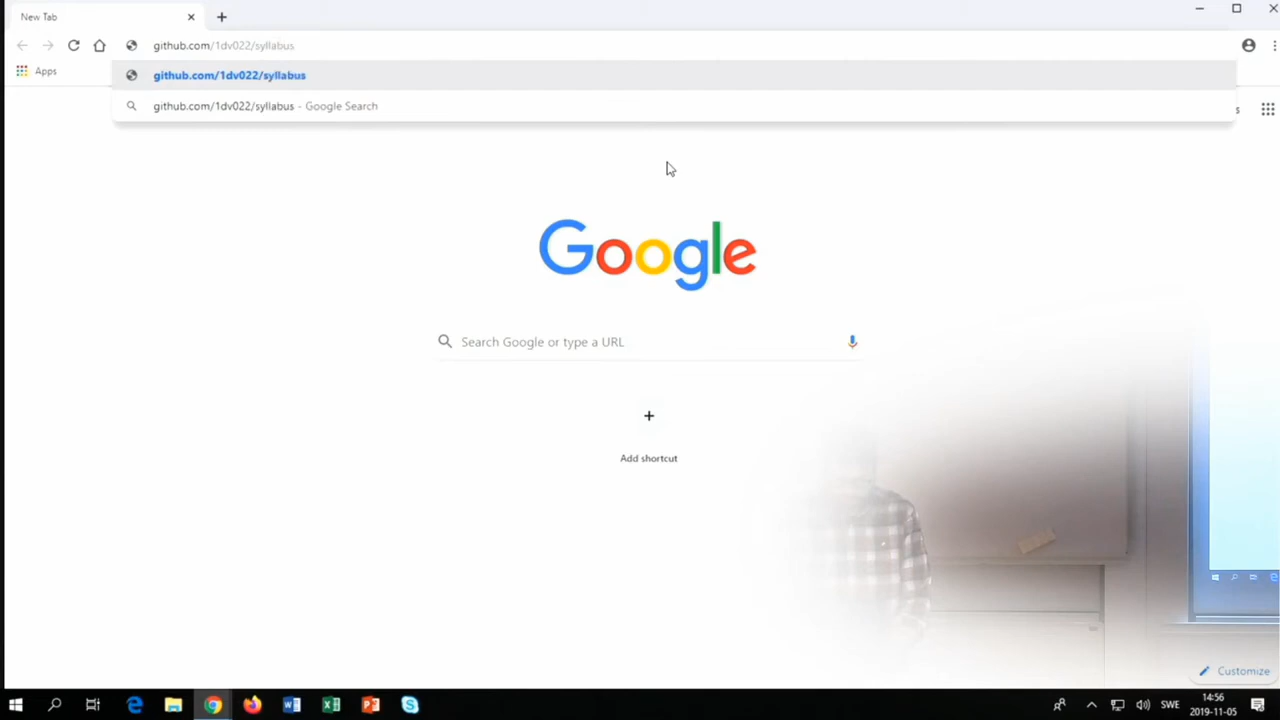 New Tab
github.com/1dv022/syllabus
Apps
github.com/1dv022/syllabus
github.com/1dv022/syllabus - Google Search
Google
Search Google or type a URL
Add shortcut
Customize
SWE
14:56
2019-11-05